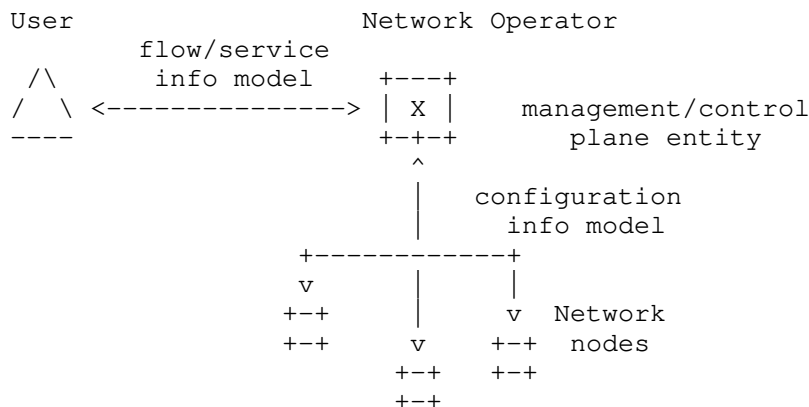 User                Network Operator
flow/service
info model
X
management/control
plane entity
configuration
info model
Network
nodes